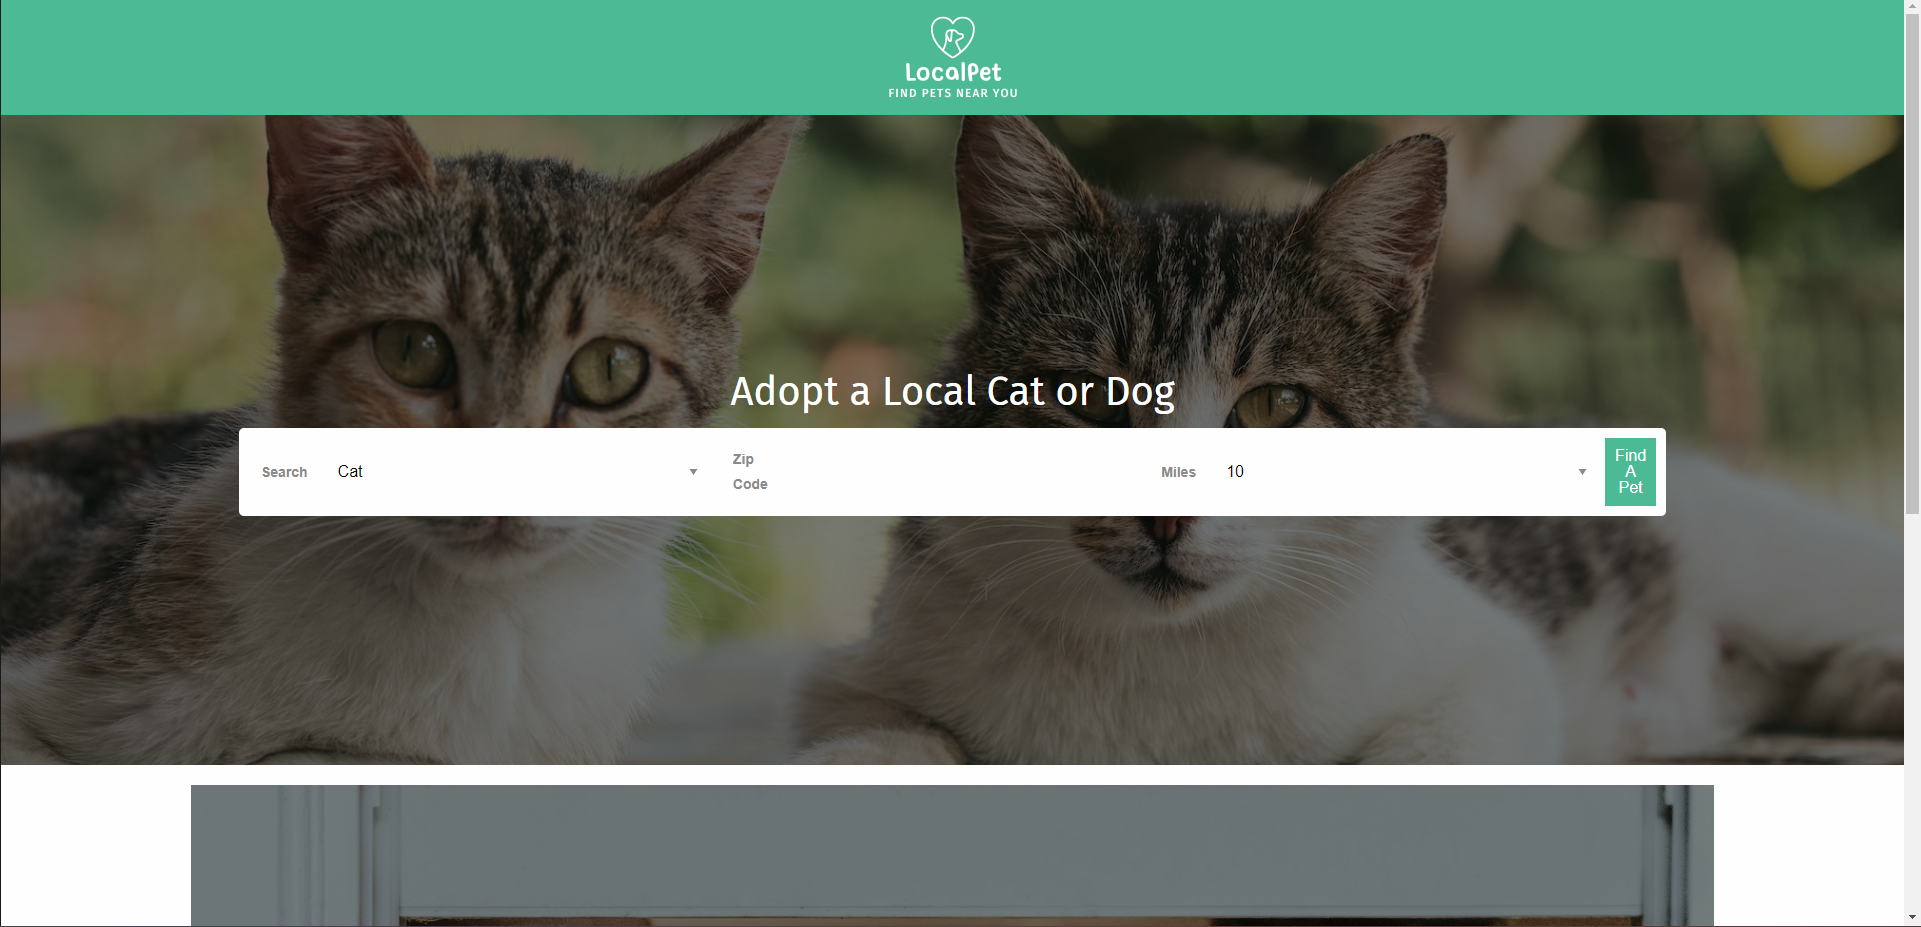 LocalPet
FIND PETS NEAR YOU
Adopt a Local Cat or Dog
Search
Cat
Zip
Code
Miles
10
Find
A
Pet